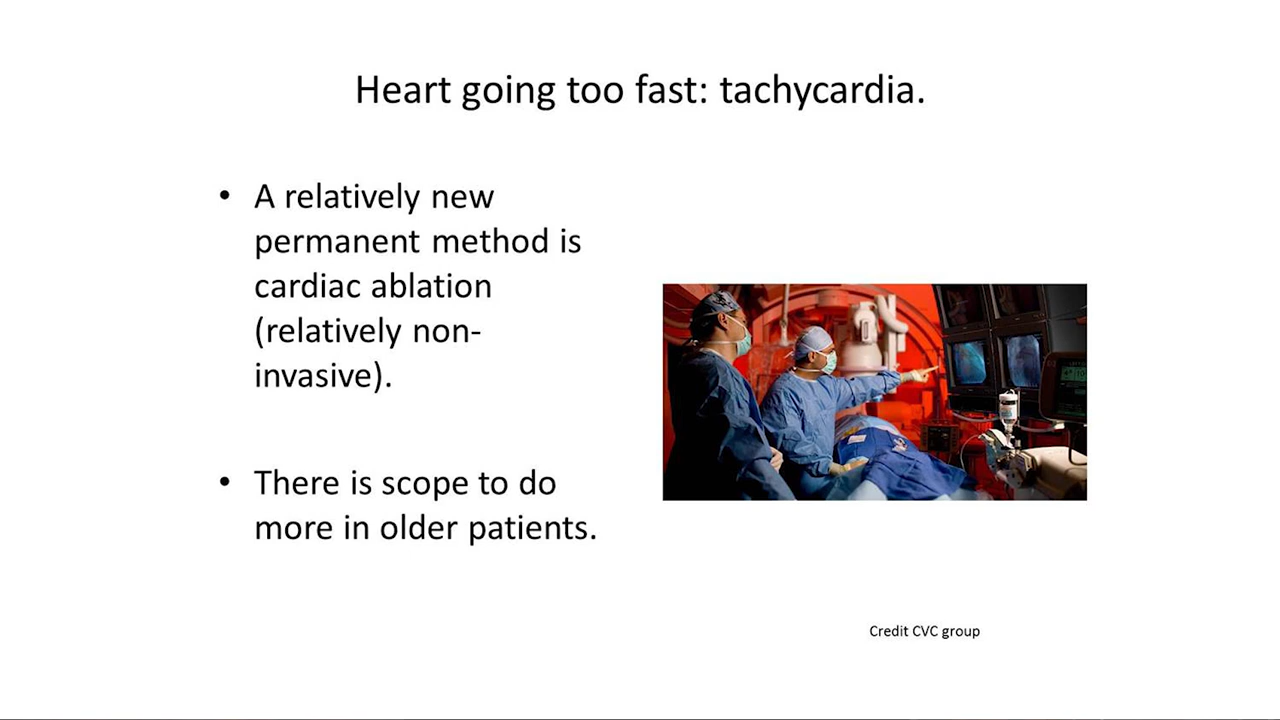 Heart going too fast: tachycardia.
• A relatively new
permanent method is
cardiac ablation
(relatively non-
invasive).
• There is scope to do
more in older patients.
Credit CVC group